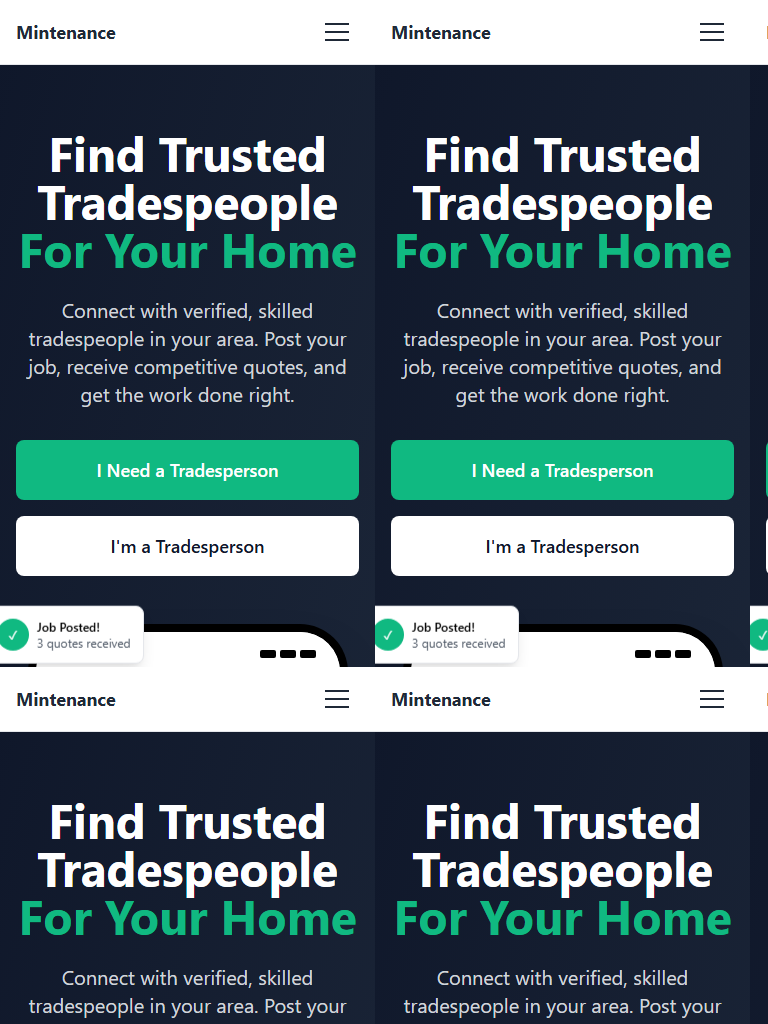 Mintenance
Find Trusted
Tradespeople
For Your Home
Connect with verified, skilled
tradespeople in your area. Post your
job, receive competitive quotes, and
get the work done right.
I Need a Tradesperson
I'm a Tradesperson
Job Posted!
3 quotes received
Mintenance
Find Trusted
Tradespeople
For Your Home
Connect with verified, skilled
tradespeople in your area. Post your
job, receive competitive quotes, and
get the work done right.
I Need a Tradesperson
I'm a Tradesperson
Job Posted!
3 quotes received
Mintenance
Find Trusted
Tradespeople
For Your Home
Connect with verified, skilled
tradespeople in your area. Post your
Mintenance
Find Trusted
Tradespeople
For Your Home
Connect with verified, skilled
tradespeople in your area. Post your